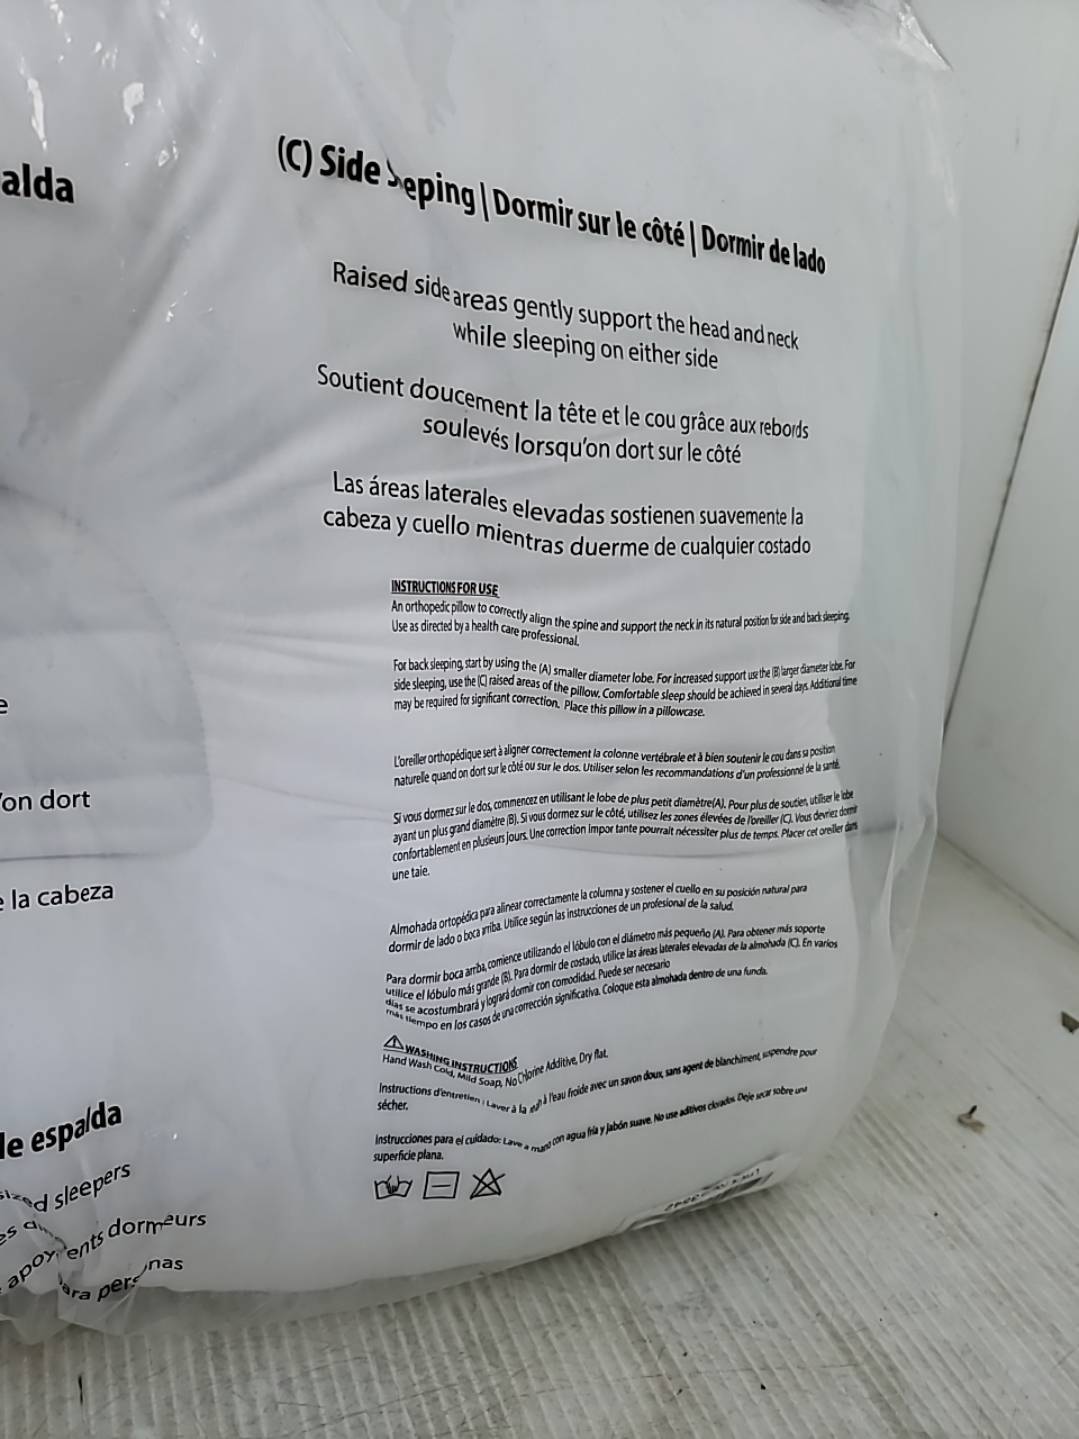 alda
(C) Side eeping | Dormir sur le côté | Dormir de lado
Raised side areas gently support the head and neck
while sleeping on either side
Soutient doucement la tête et le cou grâce aux rebords
soulevés lorsqu'on dort sur le côté
Las áreas laterales elevadas sostienen suavemente la
cabeza y cuello mientras duerme de cualquier costado
INSTRUCTIONS FOR USE
An orthopedic pillow to correctly align the spine and support the neck in its natural position for side and back sleeping.
Use as directed by a health care professional.
For back sleeping, start by using the (A) smaller diameter lobe. For increased support use the (B) larger diameter lobe. For
side sleeping, use the (C) raised areas of the pillow. Comfortable sleep should be achieved in several days. Additional time
may be required for significant correction. Place this pillow in a pillowcase.
L'oreiller orthopédique sert à aligner correctement la colonne vertébrale et à bien soutenir le cou dans sa position
naturelle quand on dort sur le côté ou sur le dos. Utiliser selon les recommandations d'un professionnel de la santé.
Si vous dormez sur le dos, commencez en utilisant le lobe de plus petit diamètre(A). Pour plus de soutien, utiliser le lobe
ayant un plus grand diamètre (B). Si vous dormez sur le côté, utilisez les zones élevées de l'oreiller (C). Vous devriez dormir
confortablement en plusieurs jours. Une correction importante pourrait nécessiter plus de temps. Placer cet oreiller dans
une taie.
Almohada ortopédica para alinear correctamente la columna y sostener el cuello en su posición natural para
dormir de lado o boca arriba. Utilice según las instrucciones de un profesional de la salud.
Para dormir boca arriba, comience utilizando el lóbulo con el diámetro más pequeño (A). Para obtener más soporte
utilice el lóbulo más grande (B). Para dormir de costado, utilice las áreas laterales elevadas de la almohada (C). En varios
días se acostumbrará y logrará dormir con comodidad. Puede ser necesario
más tiempo en los casos de una corrección significativa. Coloque esta almohada dentro de una funda.
WASHING INSTRUCTIONS
Hand Wash Cold, Mild Soap, No Chlorine Additive, Dry flat.
Instructions d'entretien : Laver à la main à l'eau froide avec un savon doux, sans agent de blanchiment, suspendre pour
sécher.
Instrucciones para el cuidado: Lave a mano con agua fría y jabón suave. No use aditivos clorados. Deje secar sobre una
superficie plana.
e
'on dort
e la cabeza
de espalda
sized sleepers
dormeurs
para personas